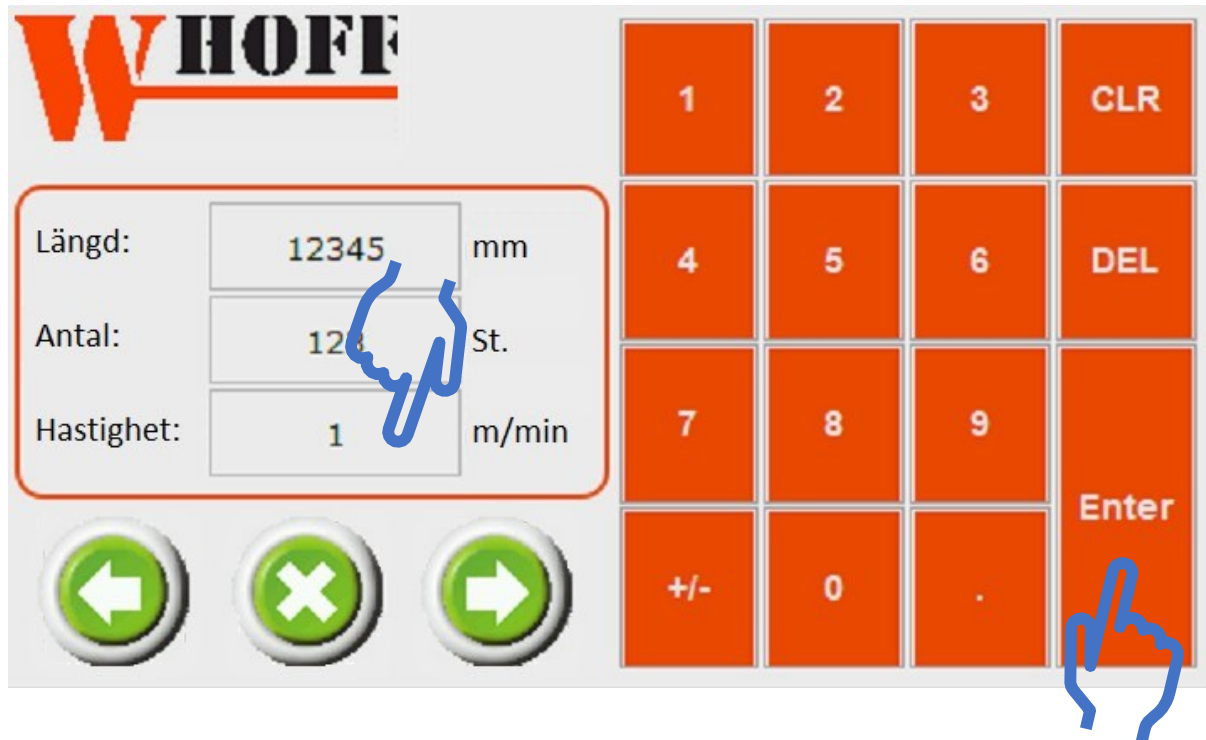 WHOFF
1 2 3 CLR
Längd: 12345 mm
4 5 6 DEL
Antal: 123 St.
7 8 9
Hastighet: 1 m/min
Enter
+/- 0 .